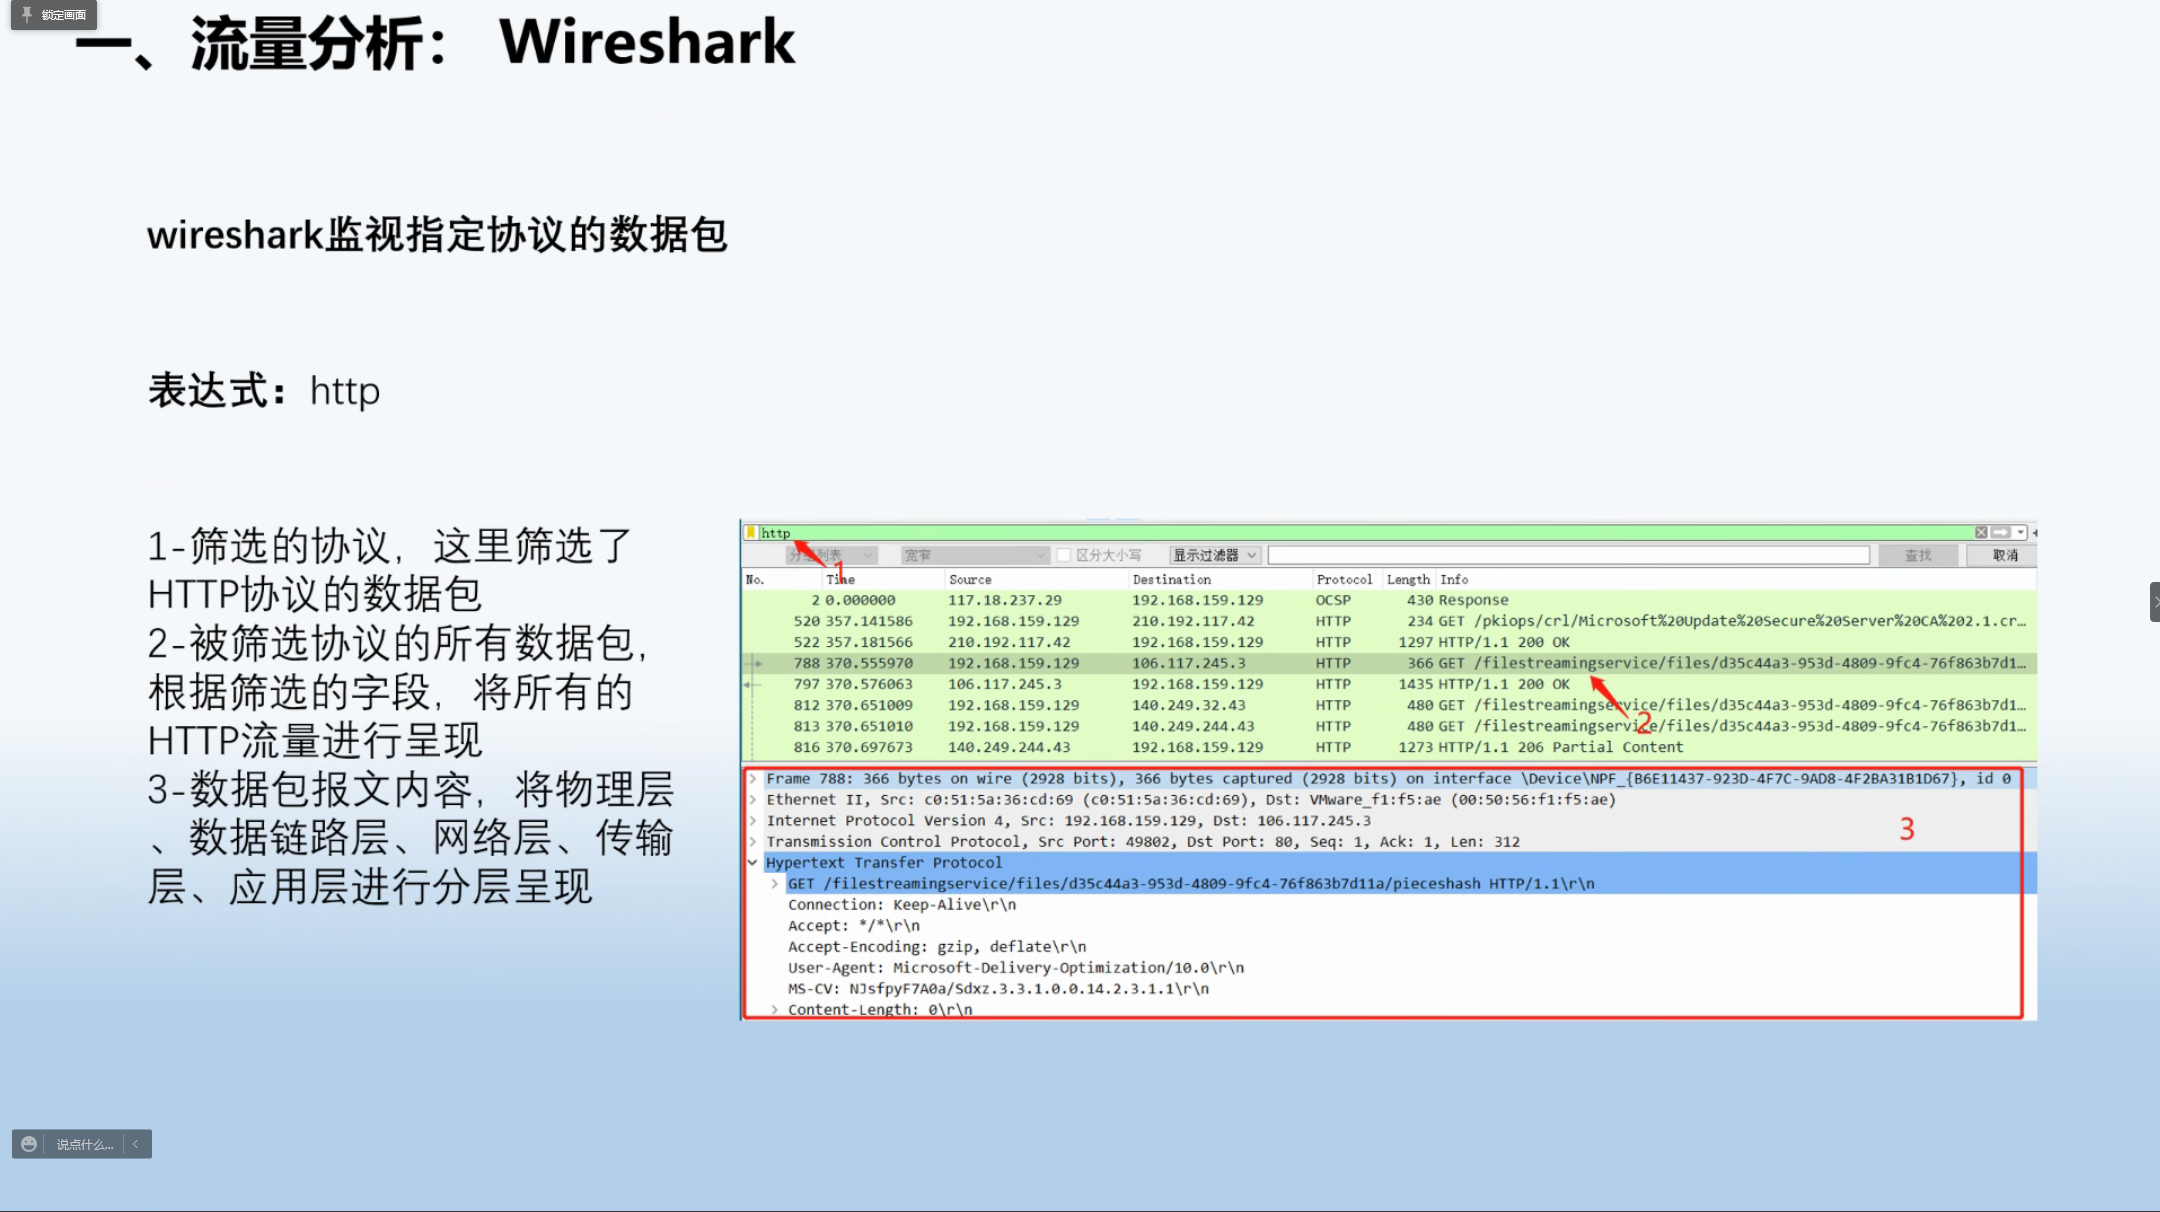 锁定画面
一、流量分析： Wireshark
wireshark监视指定协议的数据包
表达式：http
1-筛选的协议，这里筛选了
HTTP协议的数据包
2-被筛选协议的所有数据包，
根据筛选的字段，将所有的
HTTP流量进行呈现
3-数据包报文内容，将物理层
、数据链路层、网络层、传输
层、应用层进行分层呈现
http
分组列表 宽窄 区分大小写 显示过滤器 查找 取消
1
No. Time Source Destination Protocol Length Info
2 0.000000 117.18.237.29 192.168.159.129 OCSP 430 Response
520 357.141586 192.168.159.129 210.192.117.42 HTTP 234 GET /pkiops/crl/Microsoft%20Update%20Secure%20Server%20CA%202.1.cr…
522 357.181566 210.192.117.42 192.168.159.129 HTTP 1297 HTTP/1.1 200 OK
788 370.555970 192.168.159.129 106.117.245.3 HTTP 366 GET /filestreamingservice/files/d35c44a3-953d-4809-9fc4-76f863b7d1…
797 370.576063 106.117.245.3 192.168.159.129 HTTP 1435 HTTP/1.1 200 OK
812 370.651009 192.168.159.129 140.249.32.43 HTTP 480 GET /filestreamingservice/files/d35c44a3-953d-4809-9fc4-76f863b7d1…
2
813 370.651010 192.168.159.129 140.249.244.43 HTTP 480 GET /filestreamingservice/files/d35c44a3-953d-4809-9fc4-76f863b7d1…
816 370.697673 140.249.244.43 192.168.159.129 HTTP 1273 HTTP/1.1 206 Partial Content
Frame 788: 366 bytes on wire (2928 bits), 366 bytes captured (2928 bits) on interface \Device\NPF_{B6E11437-923D-4F7C-9AD8-4F2BA31B1D67}, id 0
Ethernet II, Src: c0:51:5a:36:cd:69 (c0:51:5a:36:cd:69), Dst: VMware_f1:f5:ae (00:50:56:f1:f5:ae)
Internet Protocol Version 4, Src: 192.168.159.129, Dst: 106.117.245.3
3
Transmission Control Protocol, Src Port: 49802, Dst Port: 80, Seq: 1, Ack: 1, Len: 312
Hypertext Transfer Protocol
GET /filestreamingservice/files/d35c44a3-953d-4809-9fc4-76f863b7d11a/pieceshash HTTP/1.1\r\n
Connection: Keep-Alive\r\n
Accept: */*\r\n
Accept-Encoding: gzip, deflate\r\n
User-Agent: Microsoft-Delivery-Optimization/10.0\r\n
MS-CV: NJsfpyF7A0a/Sdxz.3.3.1.0.0.14.2.3.1.1\r\n
Content-Length: 0\r\n
说点什么...